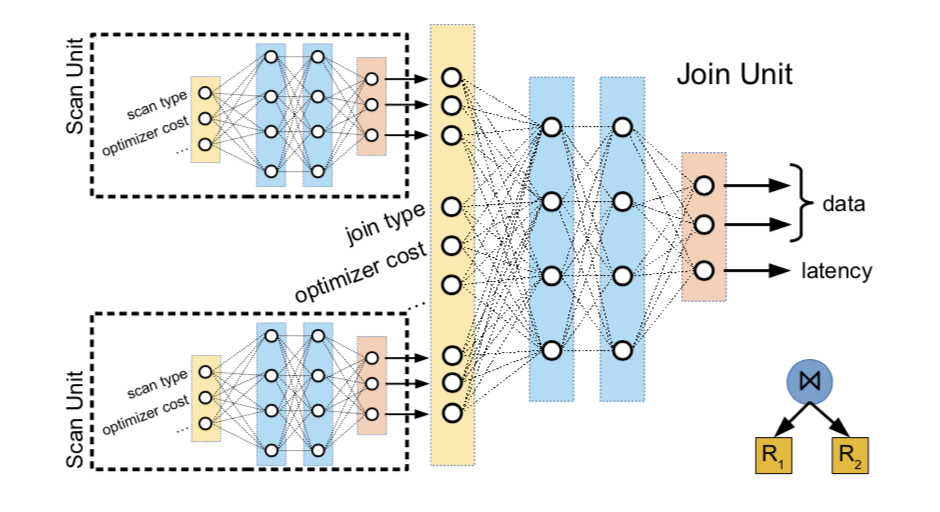 Scan Unit
scan type
optimizer cost
...
Join Unit
join type
optimizer cost
...
data
latency
Scan Unit
scan type
optimizer cost
...
⋈
R1
R2